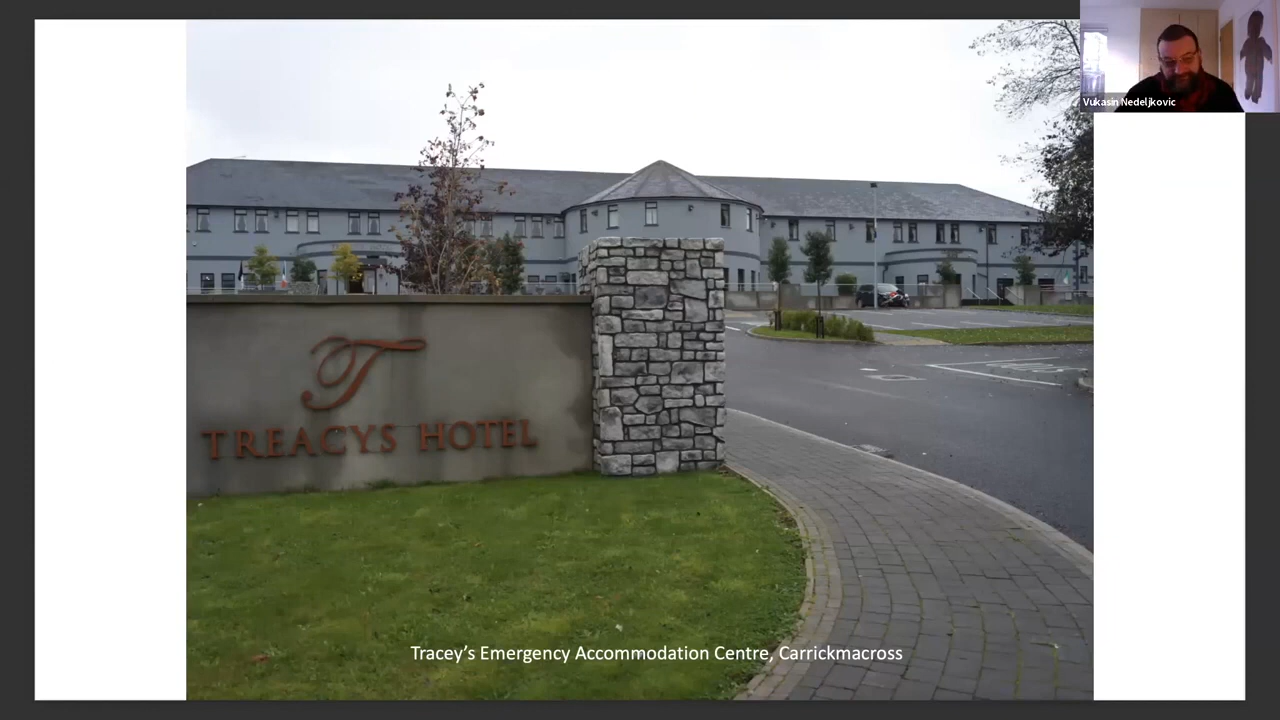 Vukasin Nedeljkovic
T
TREACYS HOTEL
Tracey's Emergency Accommodation Centre, Carrickmacross